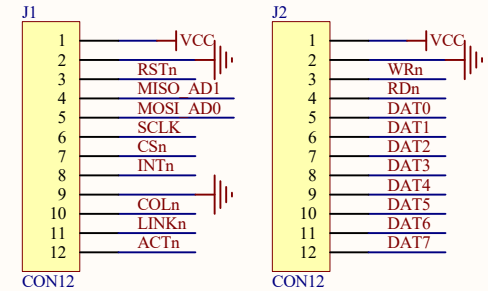 J1
1 VCC
2
3 RSTn
4 MISO_AD1
5 MOSI_AD0
6 SCLK
7 CSn
8 INTn
9
10 COLn
11 LINKn
12 ACTn
CON12
J2
1 VCC
2
3 WRn
4 RDn
5 DAT0
6 DAT1
7 DAT2
8 DAT3
9 DAT4
10 DAT5
11 DAT6
12 DAT7
CON12